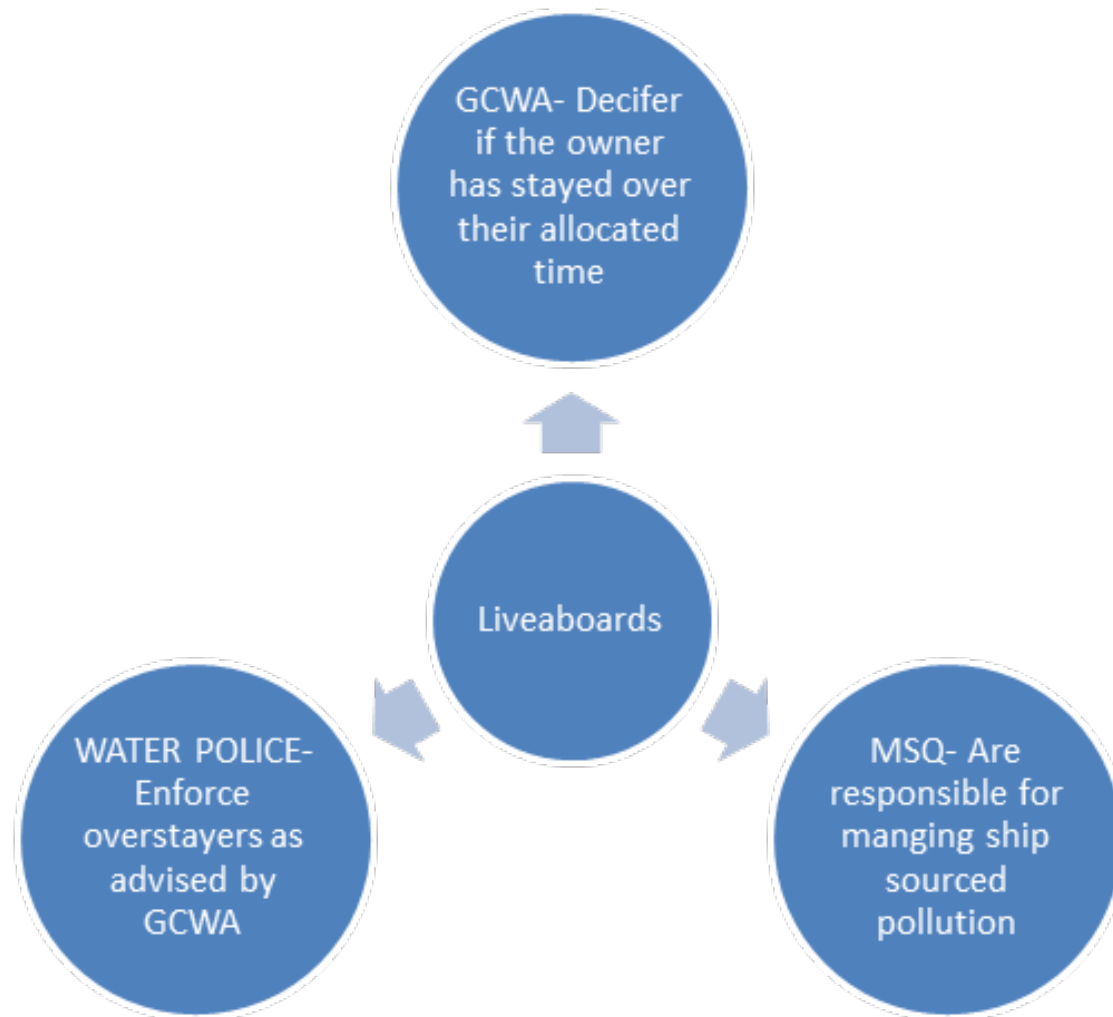 GCWA- Decifer
if the owner
has stayed over
their allocated
time
Liveaboards
WATER POLICE-
Enforce
overstayers as
advised by
GCWA
MSQ- Are
responsible for
manging ship
sourced
pollution